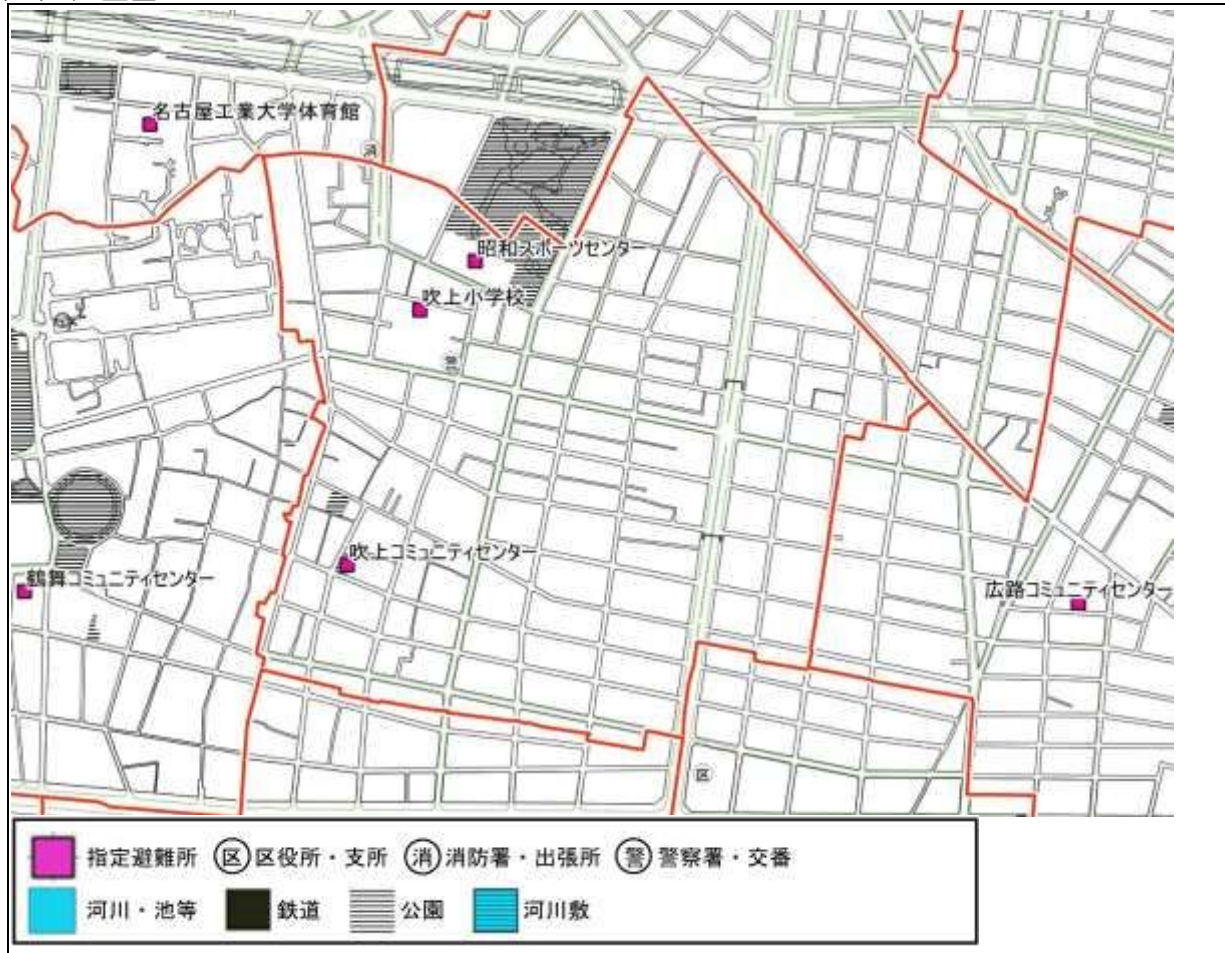 名古屋工業大学体育館
消
昭和スポーツセンター
吹上小学校
警
吹上コミュニティセンター
鶴舞コミュニティセンター
広路コミュニティセンター
区
指定避難所 区 区役所・支所 消 消防署・出張所 警 警察署・交番
河川・池等 鉄道 公園 河川敷